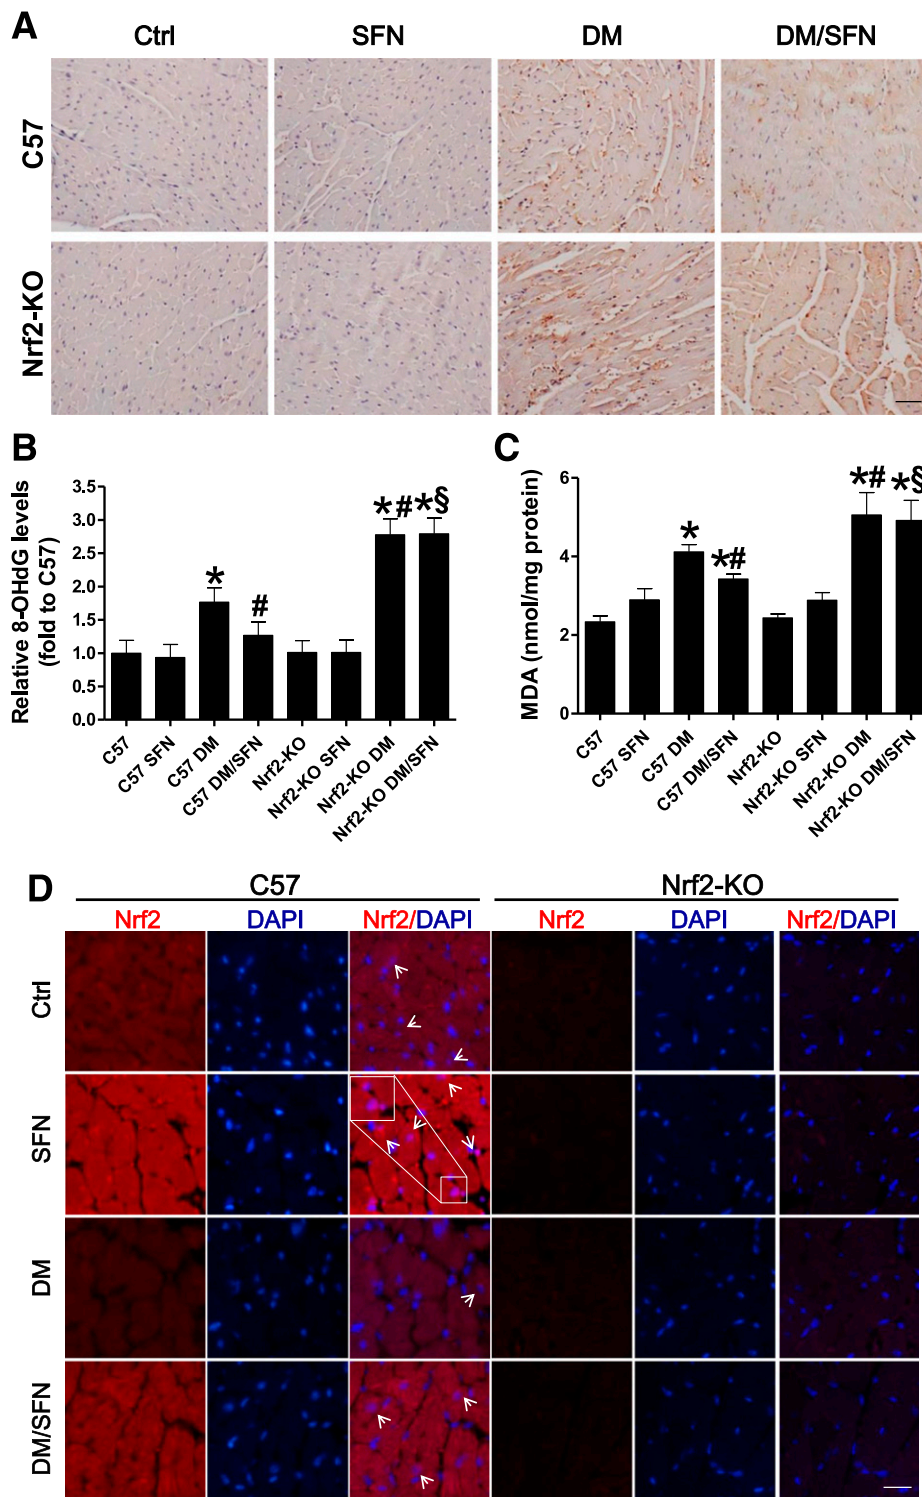 A
Ctrl SFN DM DM/SFN
C57
Nrf2-KO
B
Relative 8-OHdG levels
(fold to C57)
3.5
3.0
2.5
2.0
1.5
1.0
0.5
0.0
*
#
*#
*§
C57
C57 SFN
C57 DM
C57 DM/SFN
Nrf2-KO
Nrf2-KO SFN
Nrf2-KO DM
Nrf2-KO DM/SFN
C
MDA (nmol/mg protein)
6
4
2
0
*
*#
*#
*§
C57
C57 SFN
C57 DM
C57 DM/SFN
Nrf2-KO
Nrf2-KO SFN
Nrf2-KO DM
Nrf2-KO DM/SFN
D
C57 Nrf2-KO
Nrf2 DAPI Nrf2/DAPI Nrf2 DAPI Nrf2/DAPI
Ctrl
SFN
DM
DM/SFN